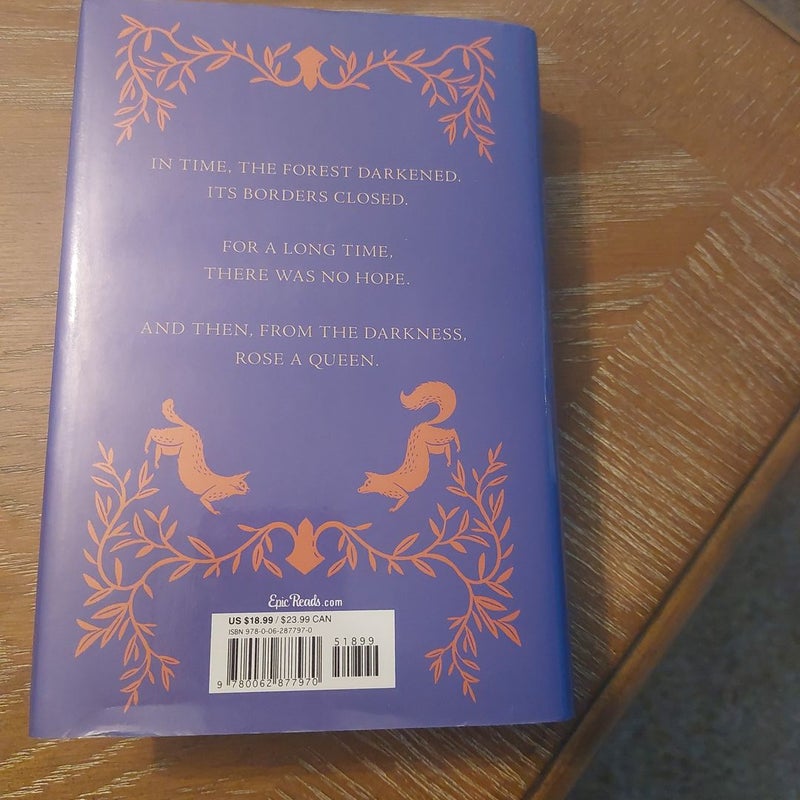 IN TIME, THE FOREST DARKENED.
ITS BORDERS CLOSED.
FOR A LONG TIME,
THERE WAS NO HOPE.
AND THEN, FROM THE DARKNESS,
ROSE A QUEEN.
Epic Reads.com
US $18.99 / $23.99 CAN
ISBN 978-0-06-287797-0
51899
9 780062 877970